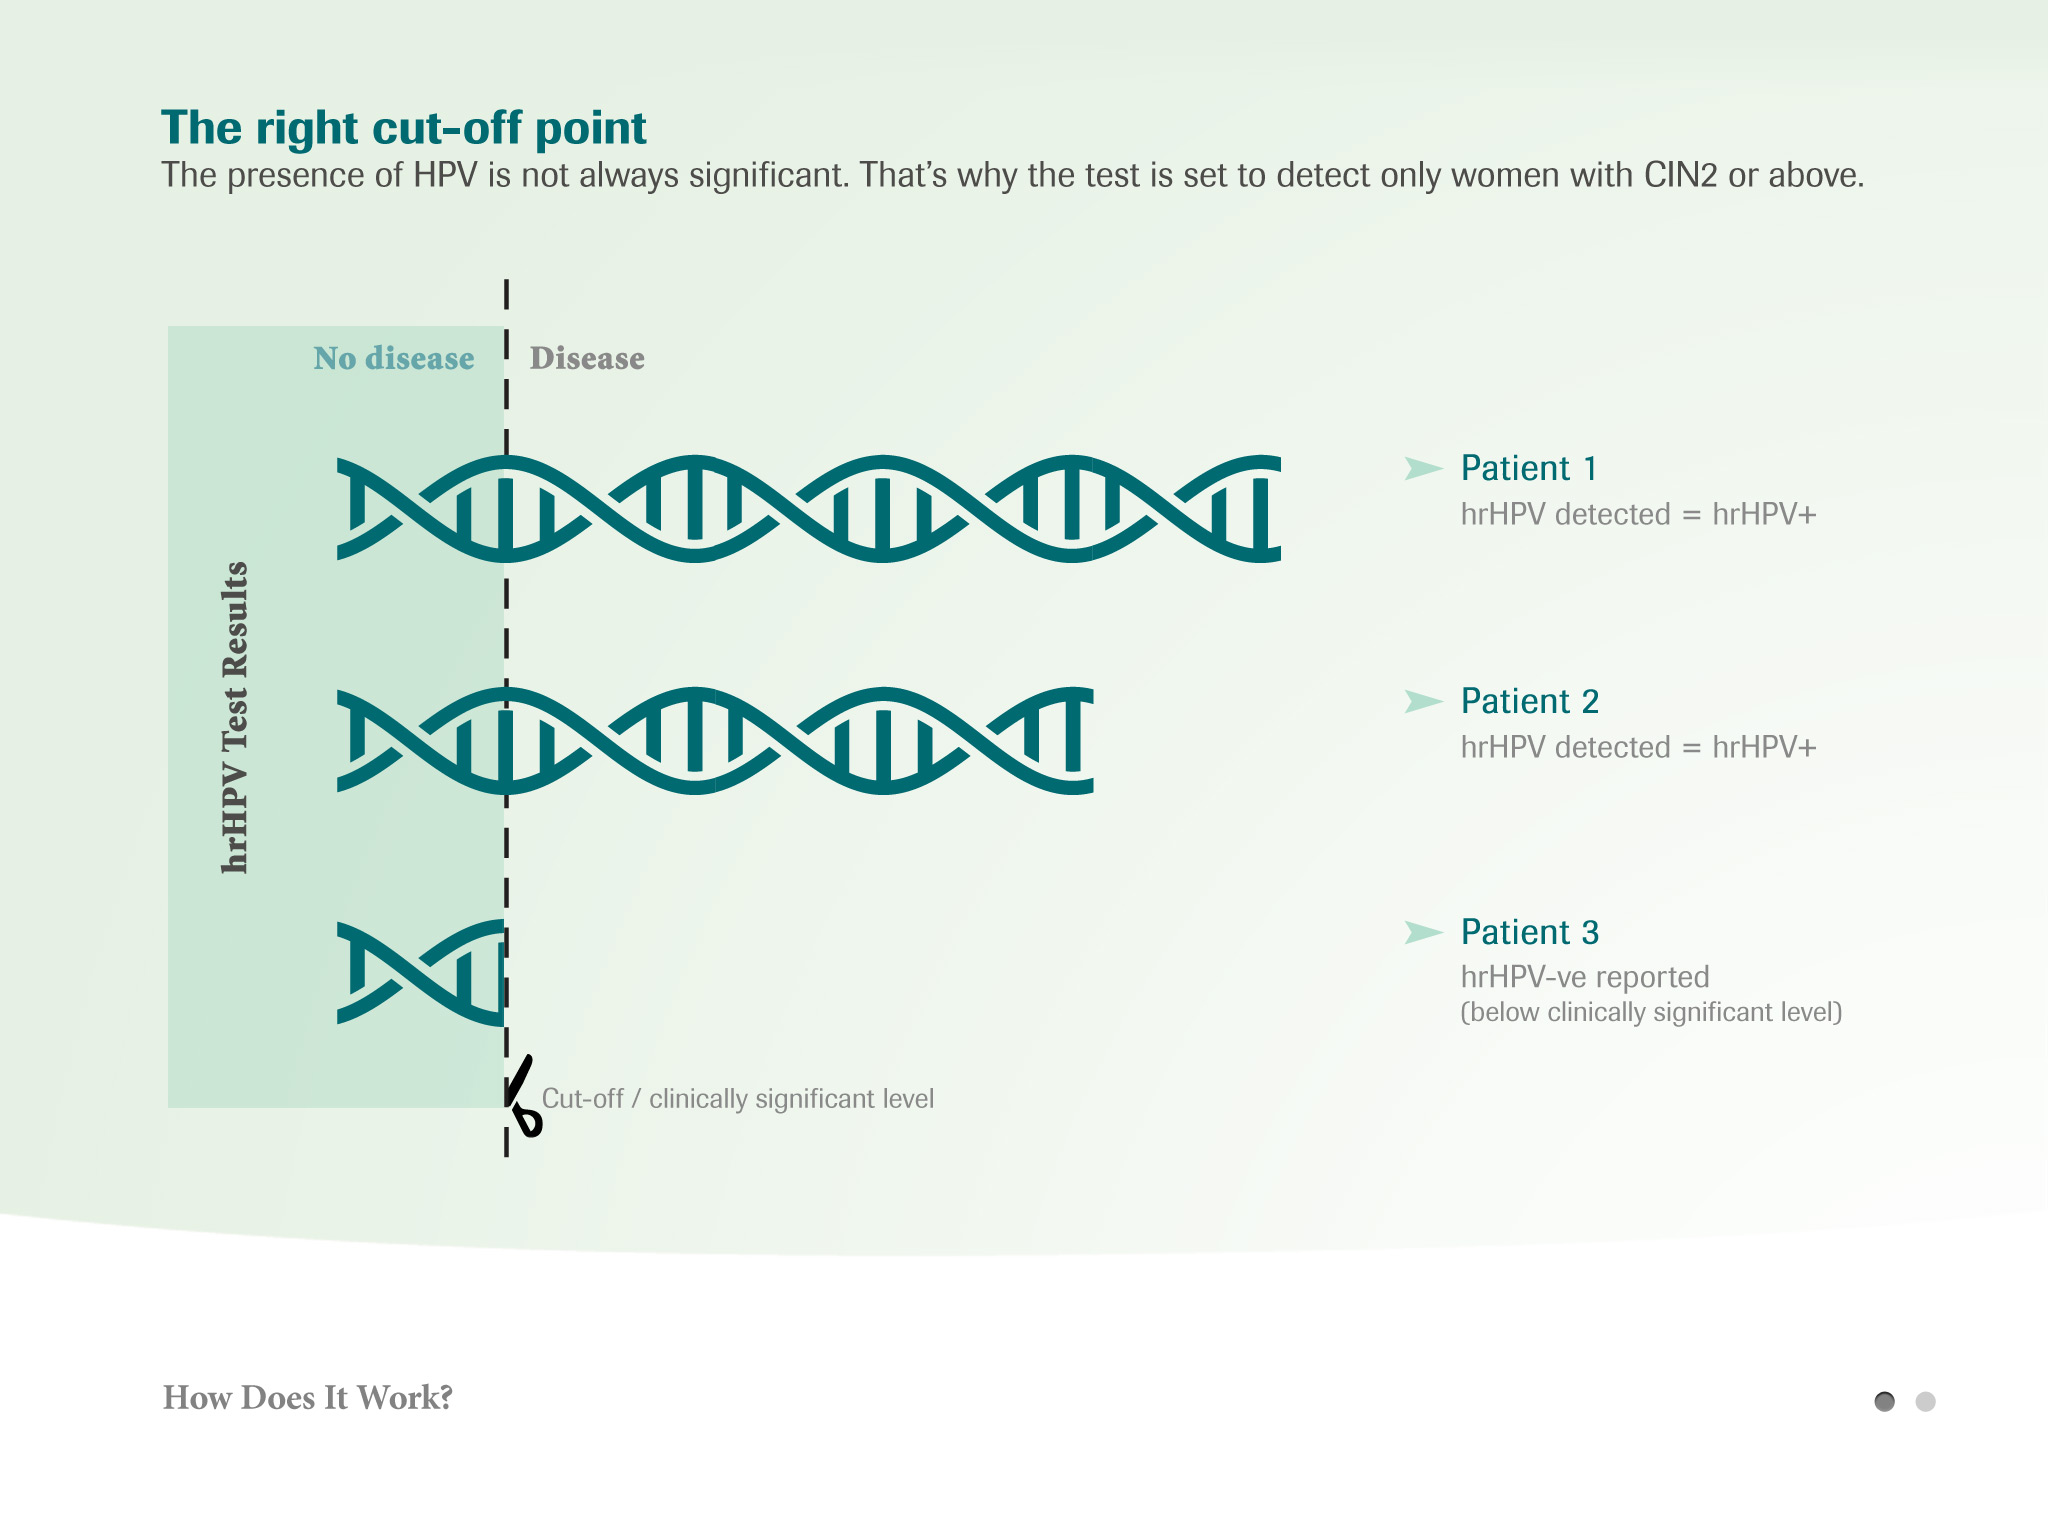 The right cut-off point
The presence of HPV is not always significant. That’s why the test is set to detect only women with CIN2 or above.
No disease
Disease
hrHPV Test Results
Patient 1
hrHPV detected = hrHPV+
Patient 2
hrHPV detected = hrHPV+
Patient 3
hrHPV-ve reported
(below clinically significant level)
Cut-off / clinically significant level
How Does It Work?